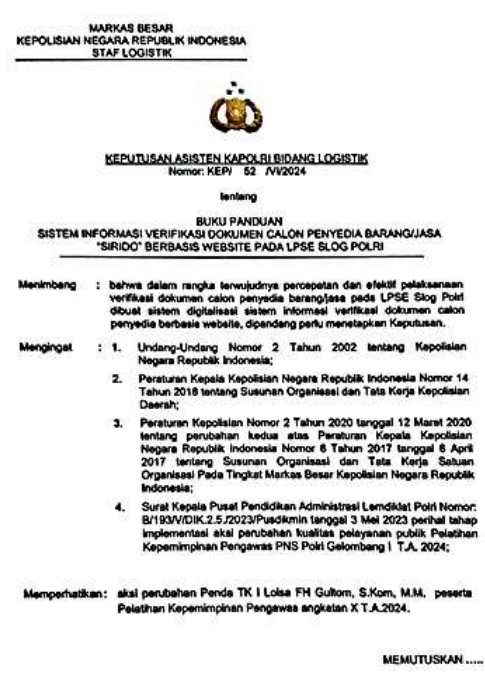 MARKAS BESAR
KEPOLISIAN NEGARA REPUBLIK INDONESIA
STAF LOGISTIK
KEPUTUSAN ASISTEN KAPOLRI BIDANG LOGISTIK
Nomor: KEP/ 52 /VI/2024
tentang
BUKU PANDUAN
SISTEM INFORMASI VERIFIKASI DOKUMEN CALON PENYEDIA BARANG/JASA
"SIRIDO" BERBASIS WEBSITE PADA LPSE SLOG POLRI
Menimbang : bahwa dalam rangka terwujudnya percepatan dan efektif pelaksanaan
verifikasi dokumen calon penyedia barang/jasa pada LPSE Slog Polri
dibuat sistem digitalisasi sistem informasi verifikasi dokumen calon
penyedia berbasis website, dipandang perlu menetapkan Keputusan.
Mengingat : 1. Undang-Undang Nomor 2 Tahun 2002 tentang Kepolisian
Negara Republik Indonesia;
2. Peraturan Kepala Kepolisian Negara Republik Indonesia Nomor 14
Tahun 2018 tentang Susunan Organisasi dan Tata Kerja Kepolisian
Daerah;
3. Peraturan Kepolisian Nomor 2 Tahun 2020 tanggal 12 Maret 2020
tentang perubahan kedua atas Peraturan Kepala Kepolisian
Negara Republik Indonesia Nomor 6 Tahun 2017 tanggal 6 April
2017 tentang Susunan Organisasi dan Tata Kerja Satuan
Organisasi Pada Tingkat Markas Besar Kepolisian Negara Republik
Indonesia;
4. Surat Kepala Pusat Pendidikan Administrasi Lemdiklat Polri Nomor:
B/193/V/DIK.2.5./2023/Pusdikmin tanggal 3 Mei 2023 perihal tahap
implementasi aksi perubahan kualitas pelayanan publik Pelatihan
Kepemimpinan Pengawas PNS Polri Gelombang I T.A. 2024;
Memperhatikan : aksi perubahan Penda TK I Loisa FH Gultom, S.Kom, M.M. peserta
Pelatihan Kepemimpinan Pengawas angkatan X T.A.2024.
MEMUTUSKAN .....